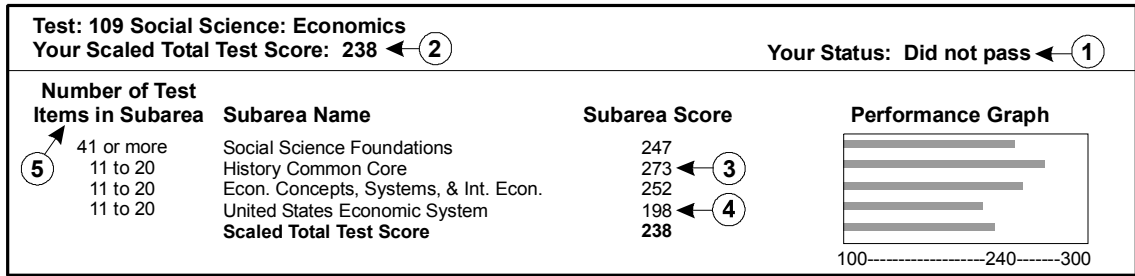 Test: 109 Social Science: Economics
Your Scaled Total Test Score: 238 2
Your Status: Did not pass 1
Number of Test
Items in Subarea Subarea Name Subarea Score Performance Graph
5
41 or more Social Science Foundations 247
11 to 20 History Common Core 273 3
11 to 20 Econ. Concepts, Systems, & Int. Econ. 252
11 to 20 United States Economic System 198 4
Scaled Total Test Score 238
100-------------------240-------300